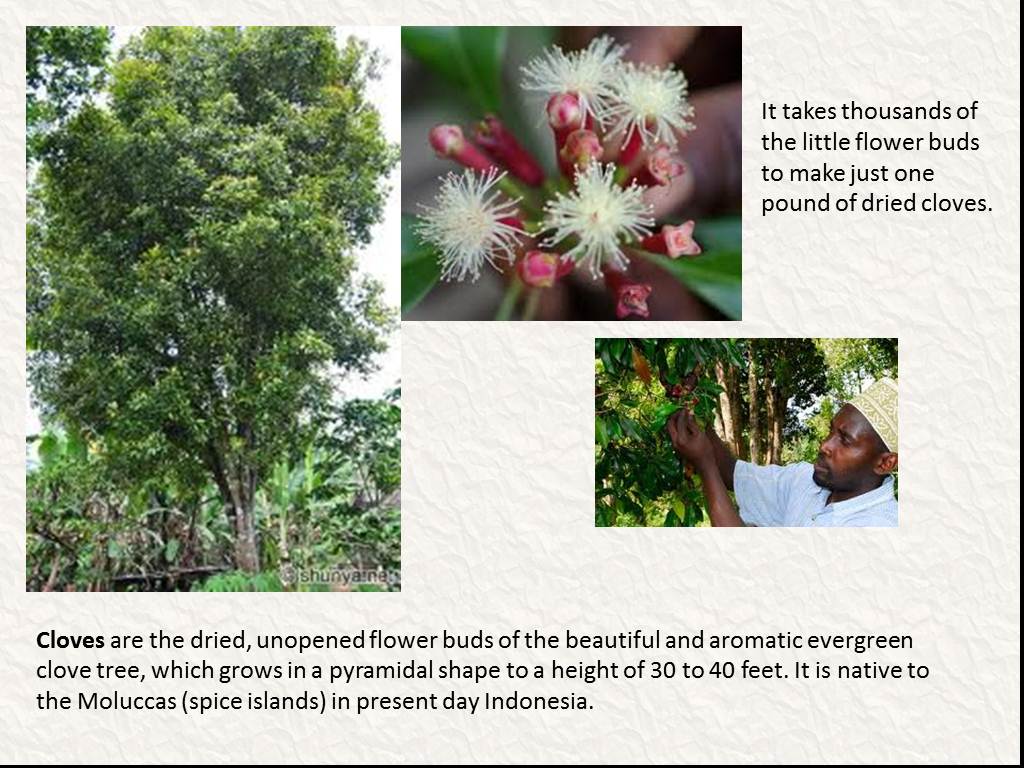 It takes thousands of
the little flower buds
to make just one
pound of dried cloves.
shunya.net
Cloves are the dried, unopened flower buds of the beautiful and aromatic evergreen
clove tree, which grows in a pyramidal shape to a height of 30 to 40 feet. It is native to
the Moluccas (spice islands) in present day Indonesia.